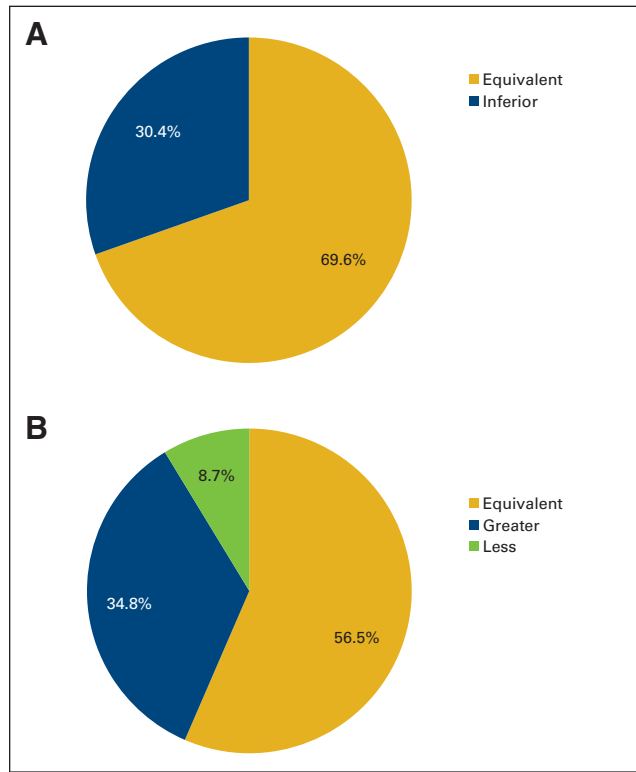 A
Equivalent
Inferior
30.4%
69.6%
B
Equivalent
Greater
Less
8.7%
34.8%
56.5%